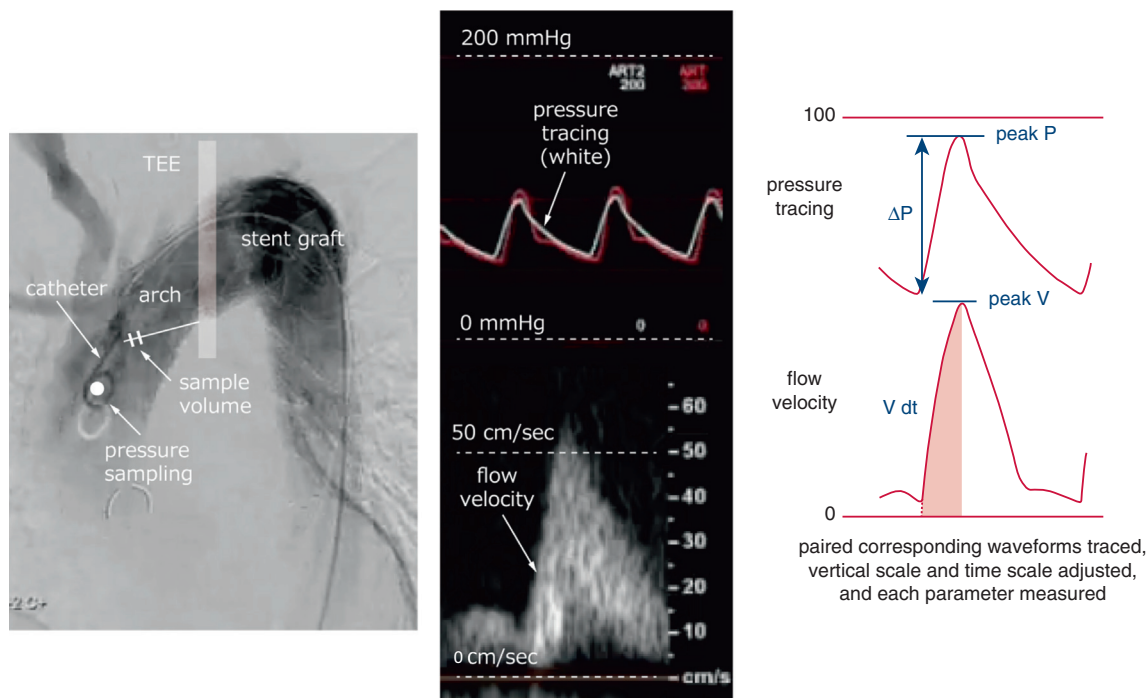 TEE
stent graft
catheter
arch
sample
volume
pressure
sampling
-2 C+
200 mmHg
ART2
200
ART
200
pressure
tracing
(white)
0 mmHg
0
0
60
50 cm/sec
50
flow
velocity
40
30
20
10
0 cm/sec
cm/s
100
peak P
pressure
tracing
ΔP
peak V
flow
velocity
V dt
0
paired corresponding waveforms traced,
vertical scale and time scale adjusted,
and each parameter measured